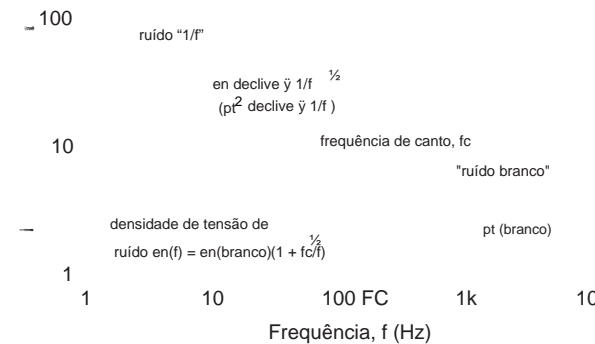 100
ruído “1/f”
en declive ÿ 1/f ½
(pt2 declive ÿ 1/f )
frequência de canto, fc
10
"ruído branco"
densidade de tensão de
pt (branco)
ruído en(f) = en(branco)(1 + fc/f)½
1
1 10 100 FC 1k 10
Frequência, f (Hz)